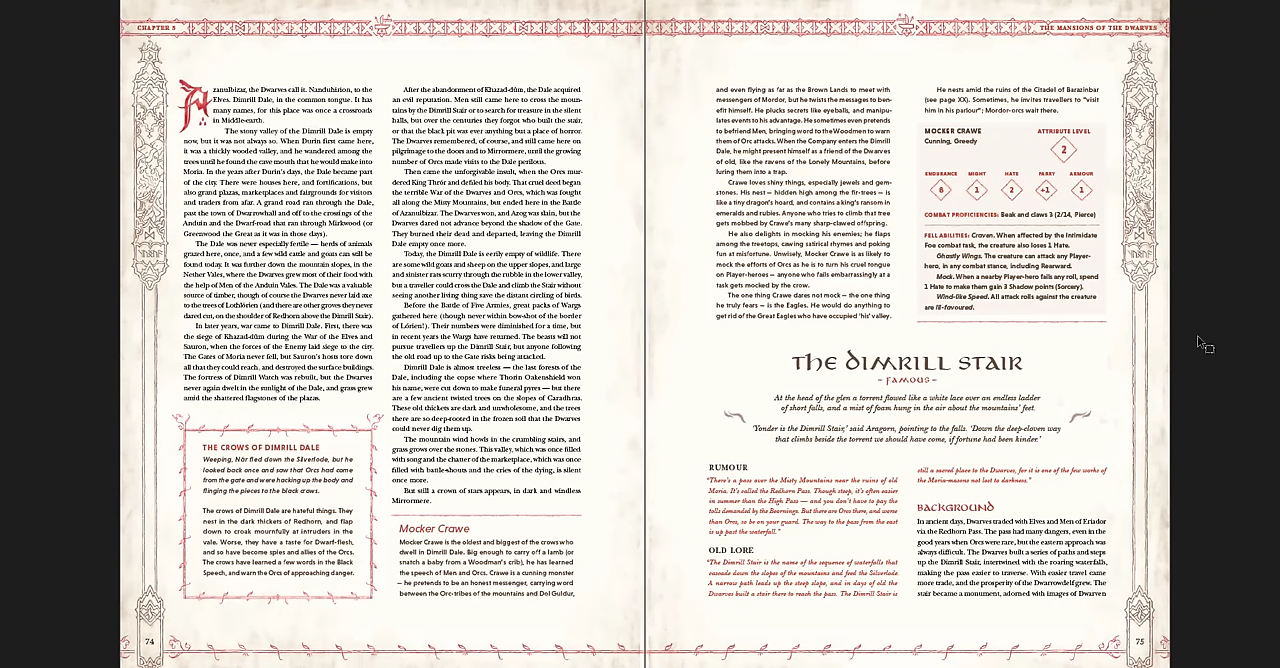 CHAPTER 5
THE MANSIONS OF THE DWARVES
Azanulbizar, the Dwarves call it. Nanduhirion, to the
Elves. Dimrill Dale, in the common tongue. It has
many names, for this place was once a crossroads
in Middle-earth.
The stony valley of the Dimrill Dale is empty
now, but it was not always so. When Durin first came here,
it was a thickly wooded valley, and he wandered among the
trees until he found the cave mouth that he would make into
Moria. In the years after Durin's day, the Dale became part
of the city. There were houses here, and fortifications, but
also grand plazas, marketplaces and fairgrounds for visitors
and traders from afar. A grand road ran through the Dale,
past the town of Dwarrowhall and off to the crossings of the
Anduin and the Dwarf-road that ran through Mirkwood (or
Greenwood the Great as it was in those days).
The Dale was never especially fertile — herds of animals
grazed here, once, and a few wild cattle and goats can still be
found today. It was further down the mountain slopes, in the
Nether Vales, where the Dwarves grew most of their food with
the help of Men of the Anduin Vales. The Dale was a valuable
source of timber, though of course the Dwarves never laid axe
to the trees of Lothlórien (and there are other groves they never
dared cut, on the shoulder of Redhorn above the Dimrill Stair).
In later years, war came to Dimrill Dale. First, there was
the siege of Khazad-dûm during the War of the Elves and
Sauron, when the forces of the Enemy laid siege to the city.
The Gates of Moria never fell, but Sauron's hosts tore down
all that they could reach, and destroyed the surface buildings.
The fortress of Dimrill Watch was rebuilt, but the Dwarves
never again dwelt in the sunlight of the Dale, and grass grew
amid the shattered flagstones of the plazas.
THE CROWS OF DIMRILL DALE
Weeping, Nár fled down the Silverlode, but he
looked back once and saw that Orcs had come
from the gate and were hacking up the body and
flinging the pieces to the black crows.
The crows of Dimrill Dale are hateful things. They
nest in the dark thickets of Redhorn, and flap
down to croak mournfully at intruders in the
vale. Worse, they have a taste for Dwarf-flesh,
and so have become spies and allies of the Orcs.
The crows have learned a few words in the Black
Speech, and warn the Orcs of approaching danger.
After the abandonment of Khazad-dûm, the Dale acquired
an evil reputation. Men still came here to cross the moun-
tains by the Dimrill Stair or to search for treasure in the silent
halls, but over the centuries they forgot who built the stair,
or that the black pit was ever anything but a place of horror.
The Dwarves remembered, of course, and still came here on
pilgrimage to the doors and to Mirrormere, until the growing
number of Orcs made visits to the Dale perilous.
Then came the unforgivable insult, when the Orcs mur-
dered King Thrór and defiled his body. That cruel deed began
the terrible War of the Dwarves and Orcs, which was fought
all along the Misty Mountains, but ended here in the Battle
of Azanulbizar. The Dwarves won, and Azog was slain, but the
Dwarves dared not advance beyond the shadow of the Gate.
They burned their dead and departed, leaving the Dimrill
Dale empty once more.
Today, the Dimrill Dale is eerily empty of wildlife. There
are some wild goats and sheep on the upper slopes, and large
and sinister rats scurry through the rubble in the lower valley,
but a traveller could cross the Dale and climb the Stair without
seeing another living thing save the distant circling of birds.
Before the Battle of Five Armies, great packs of Wargs
gathered here (though never within bow-shot of the border
of Lórien!). Their numbers were diminished for a time, but
in recent years the Wargs have returned. The beasts will not
pursue travellers up the Dimrill Stair, but anyone following
the old road up to the Gate risks being attacked.
Dimrill Dale is almost treeless — the last forests of the
Dale, including the copse where Thorin Oakenshield won
his name, were cut down to make funeral pyres — but there
are a few ancient twisted trees on the slopes of Caradhras.
These old thickets are dark and unwholesome, and the trees
there are so deep-rooted in the frozen soil that the Dwarves
could never dig them up.
The mountain wind howls in the crumbling stairs, and
grass grows over the stones. This valley, which was once filled
with song and the chatter of the marketplace, which was once
filled with battle-shouts and the cries of the dying, is silent
once more.
But still a crown of stars appears, in dark and windless
Mirrormere.
Mocker Crawe
Mocker Crawe is the oldest and biggest of the crows who
dwell in Dimrill Dale. Big enough to carry off a lamb (or
snatch a baby from a Woodman's crib), he has learned
the speech of Men and Orcs. Crawe is a cunning monster
— he pretends to be an honest messenger, carrying word
between the Orc-tribes of the mountains and Dol Guldur,
74
and even flying as far as the Brown Lands to meet with
messengers of Mordor, but he twists the messages to ben-
efit himself. He plucks secrets like eyeballs, and manipu-
lates events to his advantage. He sometimes even pretends
to befriend Men, bringing word to the Woodmen to warn
them of Orc attacks. When the Company enters the Dimrill
Dale, he might present himself as a friend of the Dwarves
of old, like the ravens of the Lonely Mountains, before
luring them into a trap.
Crawe loves shiny things, especially jewels and gem-
stones. His nest — hidden high among the fir-trees — is
like a tiny dragon's hoard, and contains a king's ransom in
emeralds and rubies. Anyone who tries to climb that tree
gets mobbed by Crawe's many sharp-clawed offspring.
He also delights in mocking his enemies; he flaps
among the treetops, cawing satirical rhymes and poking
fun at misfortune. Unwisely, Mocker Crawe is as likely to
mock the efforts of Orcs as he is to turn his cruel tongue
on Player-heroes — anyone who fails embarrassingly at a
task gets mocked by the crow.
The one thing Crawe dares not mock — the one thing
he truly fears — is the Eagles. He would do anything to
get rid of the Great Eagles who have occupied 'his' valley.
He nests amid the ruins of the Citadel of Barazinbar
(see page XX). Sometimes, he invites travellers to "visit
him in his parlour"; Mordor-orcs wait there.
MOCKER CRAWE
Cunning, Greedy
ATTRIBUTE LEVEL
2
ENDURANCE MIGHT HATE PARRY ARMOUR
8 1 2 +1 1
COMBAT PROFICIENCIES: Beak and claws 3 (2/14, Pierce)
FELL ABILITIES: Craven. When affected by the Intimidate
Foe combat task, the creature also loses 1 Hate.
Ghastly Wings. The creature can attack any Player-
hero, in any combat stance, including Rearward.
Mock. When a nearby Player-hero fails any roll, spend
1 Hate to make them gain 3 Shadow points (Sorcery).
Wind-like Speed. All attack rolls against the creature
are Ill-favoured.
THE DIMRILL STAIR
– FAMOUS –
At the head of the glen a torrent flowed like a white lace over an endless ladder
of short falls, and a mist of foam hung in the air about the mountains' feet.
'Yonder is the Dimrill Stair,' said Aragorn, pointing to the falls. 'Down the deep-cloven way
that climbs beside the torrent we should have come, if fortune had been kinder.'
RUMOUR
"There's a pass over the Misty Mountains near the ruins of old
Moria. It's called the Redhorn Pass. Though steep, it's often easier
in summer than the High Pass — and you don't have to pay the
tolls demanded by the Beornings. But there are Orcs there, and worse
than Orcs, so be on your guard. The way to the pass from the east
is up past the waterfall."
OLD LORE
"The Dimrill Stair is the name of the sequence of waterfalls that
cascade down the slopes of the mountains and feed the Silverlode
A narrow path leads up the steep slope, and in days of old the
Dwarves built a stair there to reach the pass. The Dimrill Stair is
still a sacred place to the Dwarves, for it is one of the few works of
the Moria-masons not lost to darkness."
BACKGROUND
In ancient days, Dwarves traded with Elves and Men of Eriador
via the Redhorn Pass. The pass had many dangers, even in the
good years when Orcs were rare, but the eastern approach was
always difficult. The Dwarves built a series of paths and steps
up the Dimrill Stair, intertwined with the roaring waterfalls,
making the pass easier to traverse. With easier travel came
more trade, and the prosperity of the Dwarrowdelf grew. The
stair became a monument, adorned with images of Dwarven
75